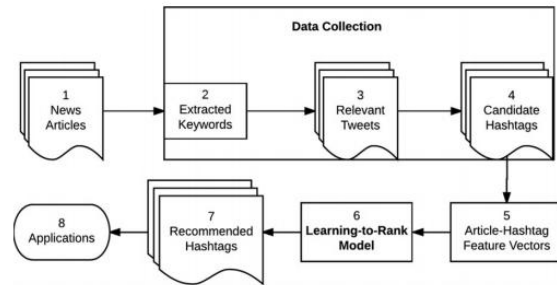 Data Collection
1
News
Articles
2
Extracted
Keywords
3
Relevant
Tweets
4
Candidate
Hashtags
5
Article-Hashtag
Feature Vectors
6
Learning-to-Rank
Model
7
Recommended
Hashtags
8
Applications